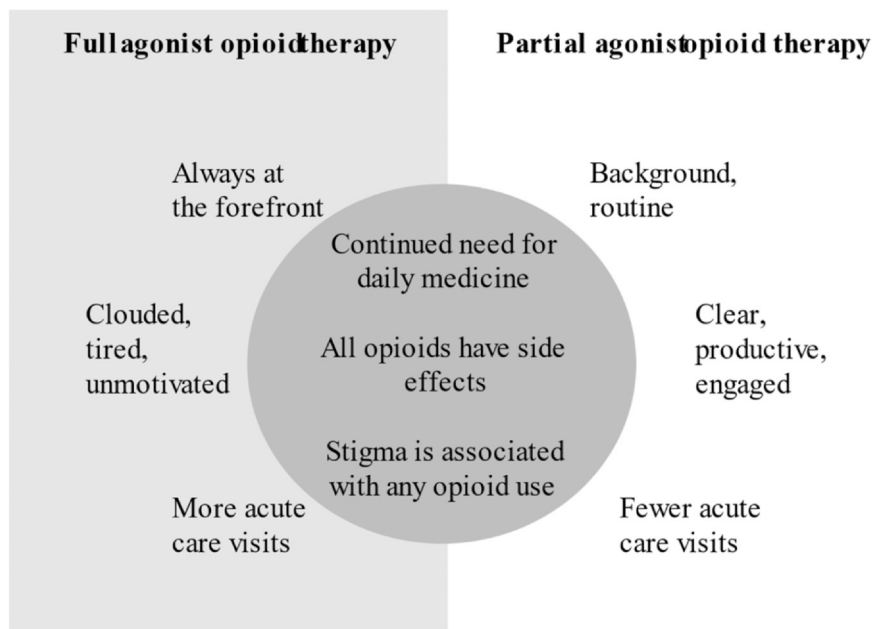 Full agonist opioid therapy
Partial agonist opioid therapy
Always at
the forefront
Background,
routine
Continued need for
daily medicine
Clouded,
tired,
unmotivated
All opioids have side
effects
Clear,
productive,
engaged
Stigma is associated
with any opioid use
More acute
care visits
Fewer acute
care visits